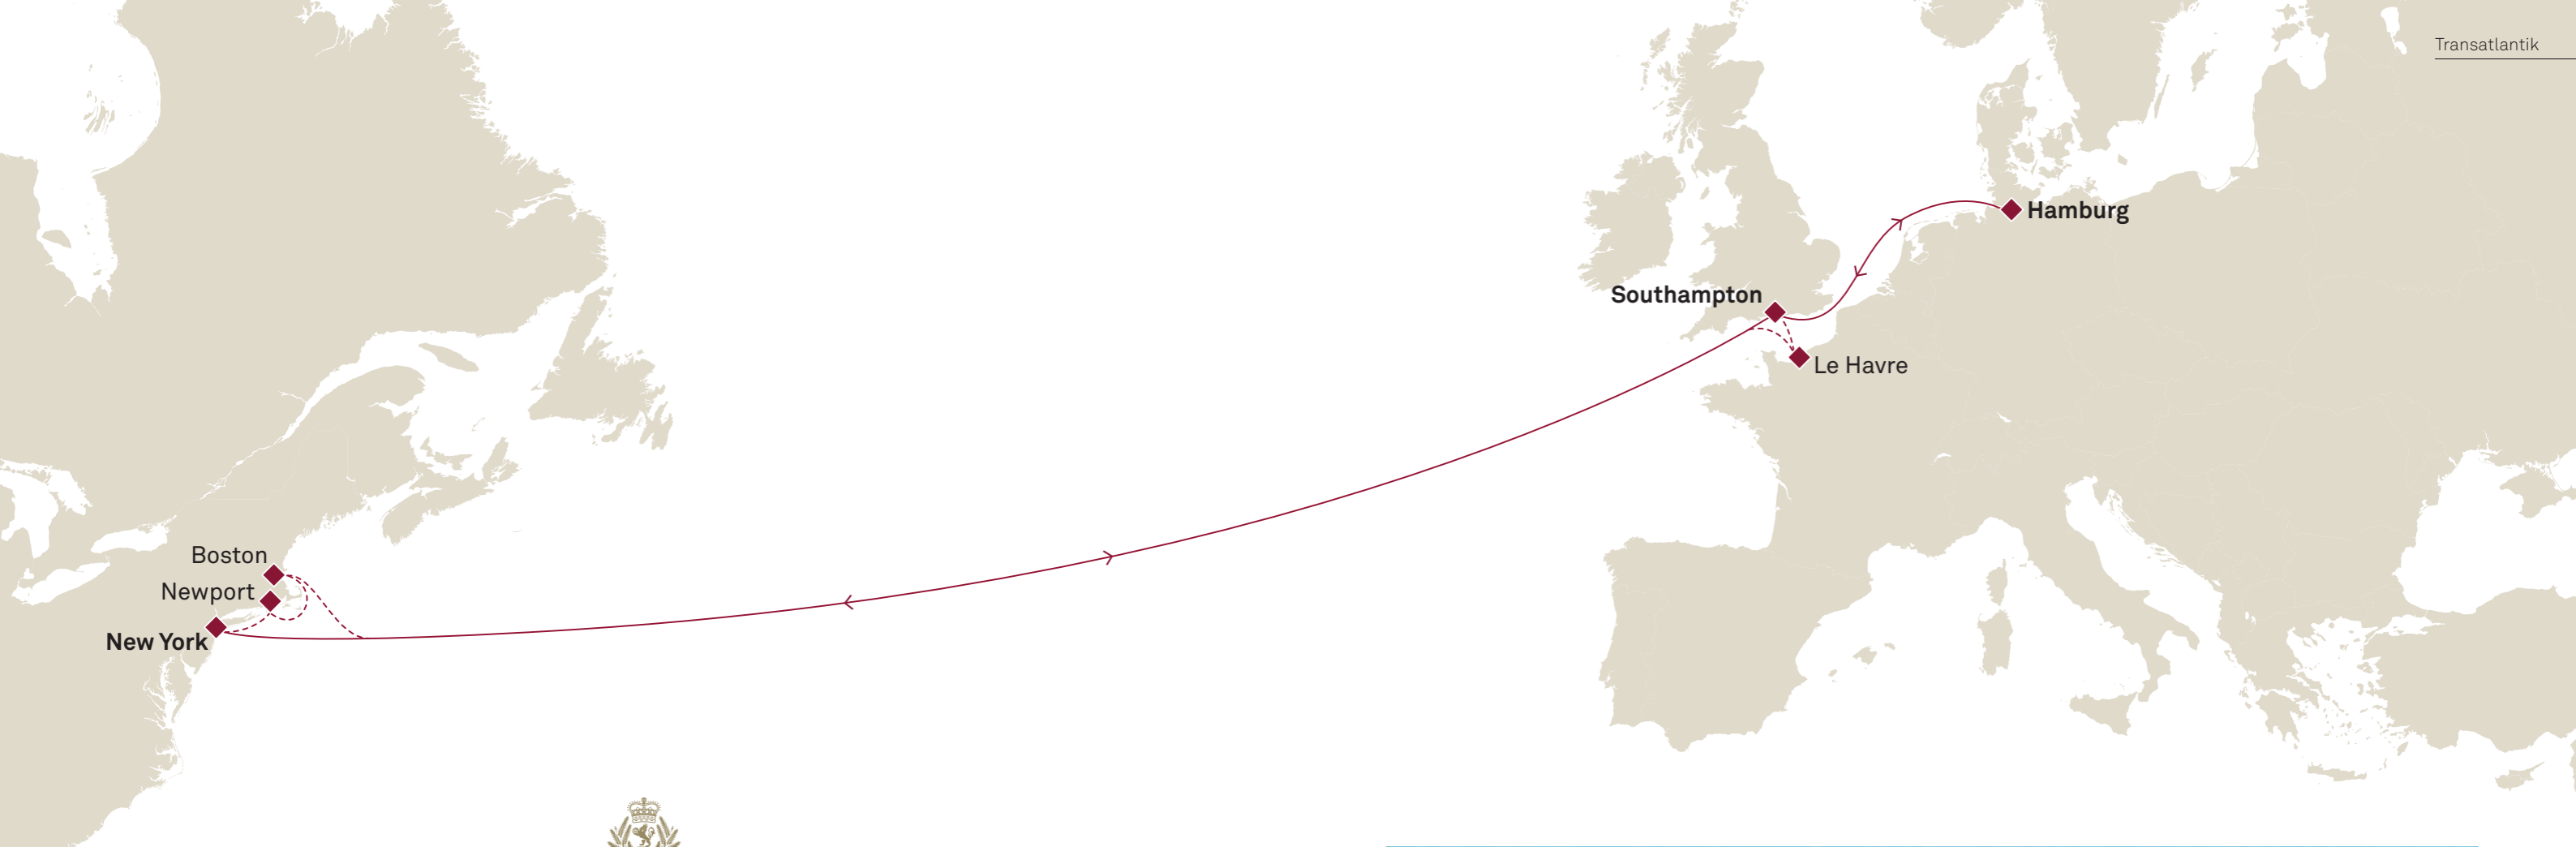 Transatlantik
Hamburg
Southampton
Le Havre
Boston
Newport
New York